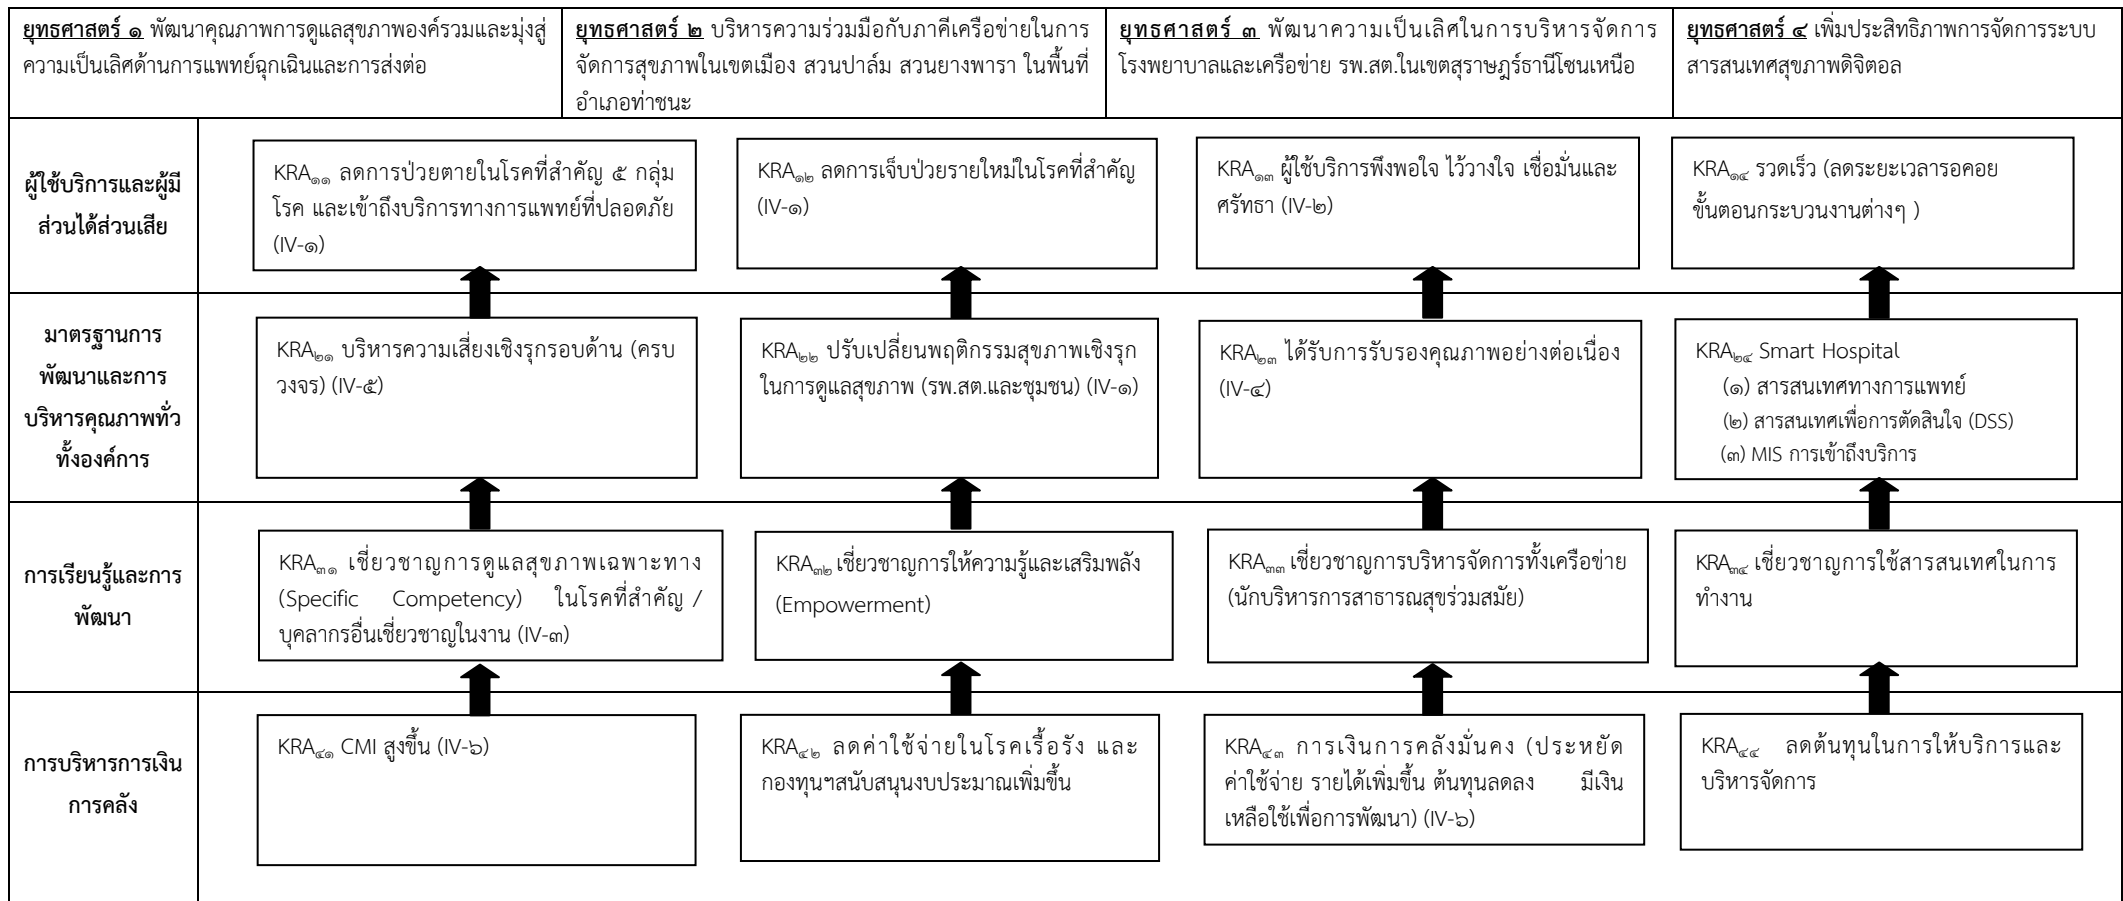 ยุทธศาสตร์ ๑ พัฒนาคุณภาพการดูแลสุขภาพองค์รวมและมุ่งสู่
ความเป็นเลิศด้านการแพทย์ฉุกเฉินและการส่งต่อ
ยุทธศาสตร์ ๒ บริหารความร่วมมือกับภาคีเครือข่ายในการ
จัดการสุขภาพในเขตเมือง สวนปาล์ม สวนยางพารา ในพื้นที่
อำเภอท่าชนะ
ยุทธศาสตร์ ๓ พัฒนาความเป็นเลิศในการบริหารจัดการ
โรงพยาบาลและเครือข่าย รพ.สต.ในเขตสุราษฎร์ธานีโซนเหนือ
ยุทธศาสตร์ ๔ เพิ่มประสิทธิภาพการจัดการระบบ
สารสนเทศสุขภาพดิจิตอล
ผู้ใช้บริการและผู้มี
ส่วนได้ส่วนเสีย
KRA๑๑ ลดการป่วยตายในโรคที่สำคัญ ๕ กลุ่ม
โรค และเข้าถึงบริการทางการแพทย์ที่ปลอดภัย
(IV-๑)
KRA๑๒ ลดการเจ็บป่วยรายใหม่ในโรคที่สำคัญ
(IV-๑)
KRA๑๓ ผู้ใช้บริการพึงพอใจ ไว้วางใจ เชื่อมั่นและ
ศรัทธา (IV-๒)
KRA๑๔ รวดเร็ว (ลดระยะเวลารอคอย
ขั้นตอนกระบวนงานต่างๆ )
มาตรฐานการ
พัฒนาและการ
บริหารคุณภาพทั่ว
ทั้งองค์การ
KRA๒๑ บริหารความเสี่ยงเชิงรุกรอบด้าน (ครบ
วงจร) (IV-๕)
KRA๒๒ ปรับเปลี่ยนพฤติกรรมสุขภาพเชิงรุก
ในการดูแลสุขภาพ (รพ.สต.และชุมชน) (IV-๑)
KRA๒๓ ได้รับการรับรองคุณภาพอย่างต่อเนื่อง
(IV-๔)
KRA๒๔ Smart Hospital
(๑) สารสนเทศทางการแพทย์
(๒) สารสนเทศเพื่อการตัดสินใจ (DSS)
(๓) MIS การเข้าถึงบริการ
การเรียนรู้และการ
พัฒนา
KRA๓๑ เชี่ยวชาญการดูแลสุขภาพเฉพาะทาง
(Specific Competency) ในโรคที่สำคัญ /
บุคลากรอื่นเชี่ยวชาญในงาน (IV-๓)
KRA๓๒ เชี่ยวชาญการให้ความรู้และเสริมพลัง
(Empowerment)
KRA๓๓ เชี่ยวชาญการบริหารจัดการทั้งเครือข่าย
(นักบริหารการสาธารณสุขร่วมสมัย)
KRA๓๔ เชี่ยวชาญการใช้สารสนเทศในการ
ทำงาน
การบริหารการเงิน
การคลัง
KRA๔๑ CMI สูงขึ้น (IV-๖)
KRA๔๒ ลดค่าใช้จ่ายในโรคเรื้อรัง และ
กองทุนฯสนับสนุนงบประมาณเพิ่มขึ้น
KRA๔๓ การเงินการคลังมั่นคง (ประหยัด
ค่าใช้จ่าย รายได้เพิ่มขึ้น ต้นทุนลดลง มีเงิน
เหลือใช้เพื่อการพัฒนา) (IV-๖)
KRA๔๔ ลดต้นทุนในการให้บริการและ
บริหารจัดการ